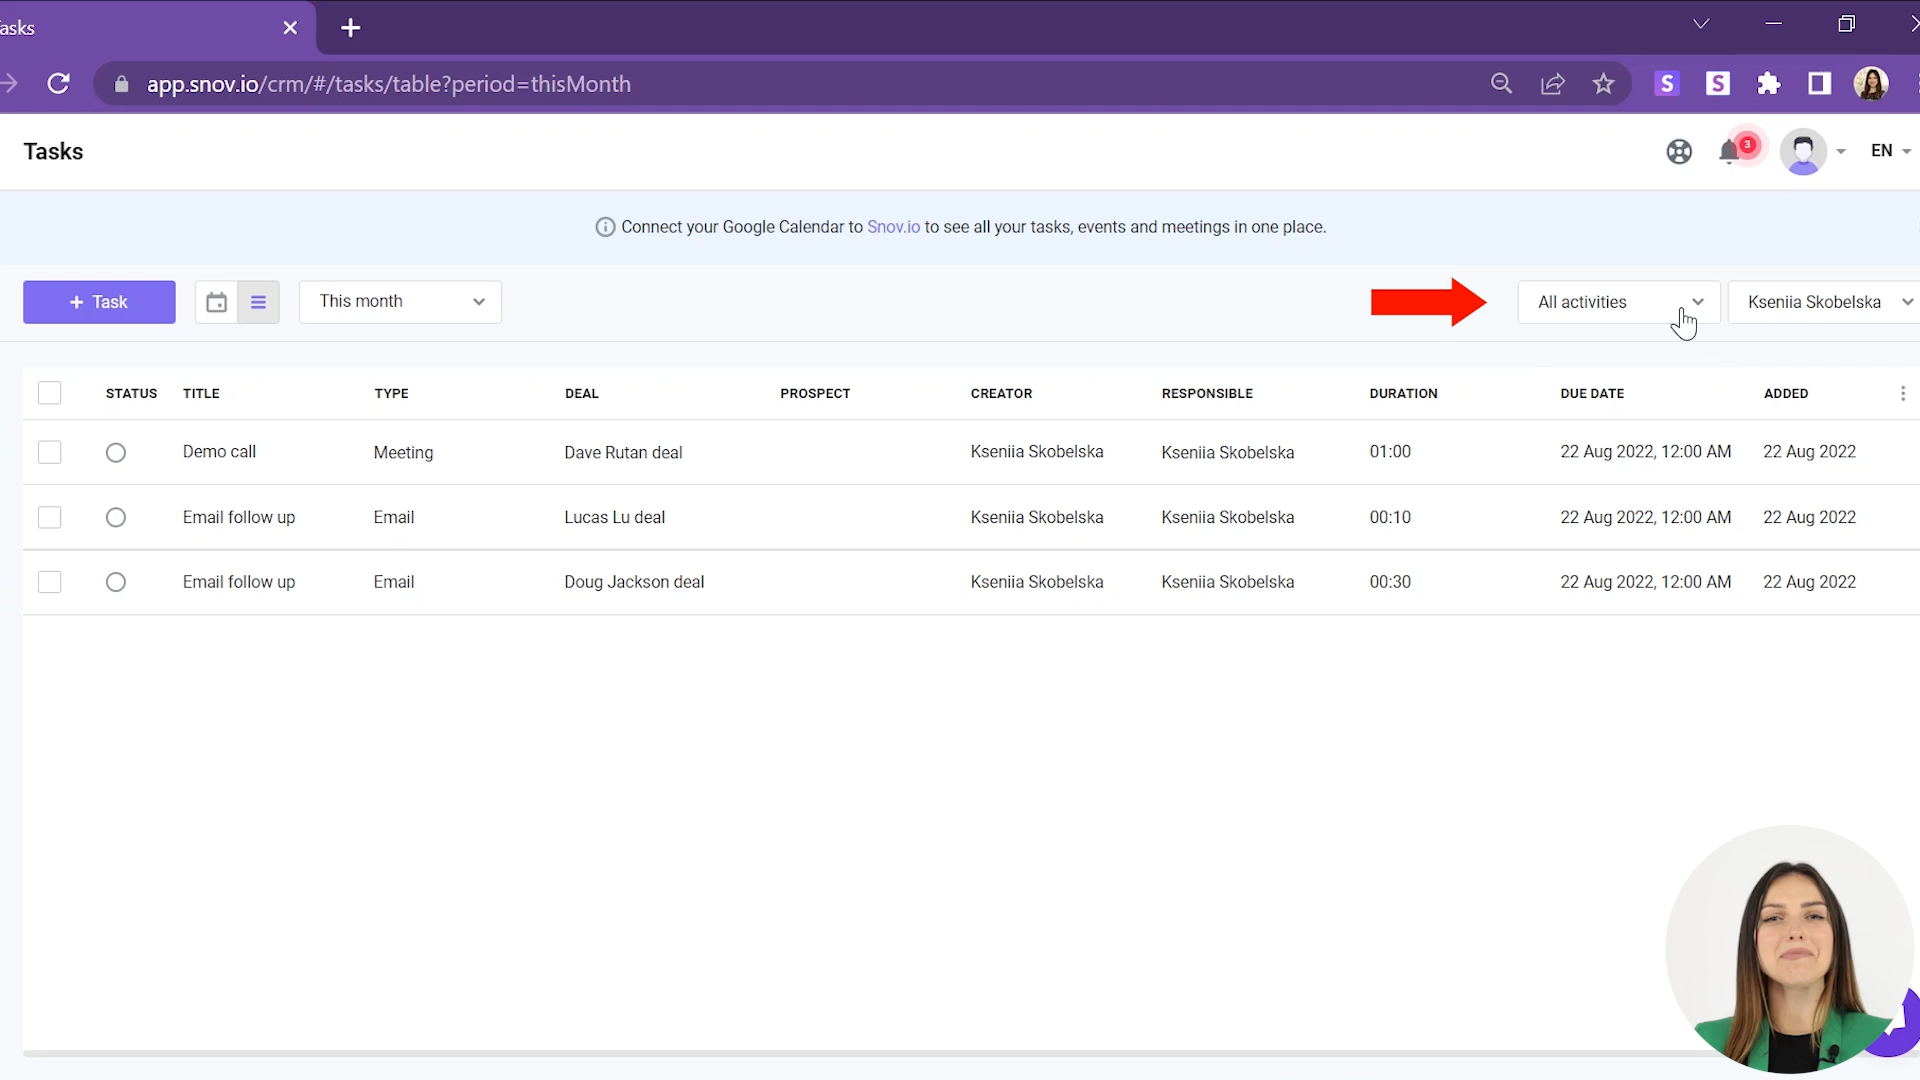 asks
app.snov.io/crm/#/tasks/table?period=thisMonth
S S
Tasks
3
EN
Connect your Google Calendar to Snov.io to see all your tasks, events and meetings in one place.
+ Task
This month
All activities
Kseniia Skobelska
STATUS TITLE TYPE DEAL PROSPECT CREATOR RESPONSIBLE DURATION DUE DATE ADDED
Demo call Meeting Dave Rutan deal Kseniia Skobelska Kseniia Skobelska 01:00 22 Aug 2022, 12:00 AM 22 Aug 2022
Email follow up Email Lucas Lu deal Kseniia Skobelska Kseniia Skobelska 00:10 22 Aug 2022, 12:00 AM 22 Aug 2022
Email follow up Email Doug Jackson deal Kseniia Skobelska Kseniia Skobelska 00:30 22 Aug 2022, 12:00 AM 22 Aug 2022